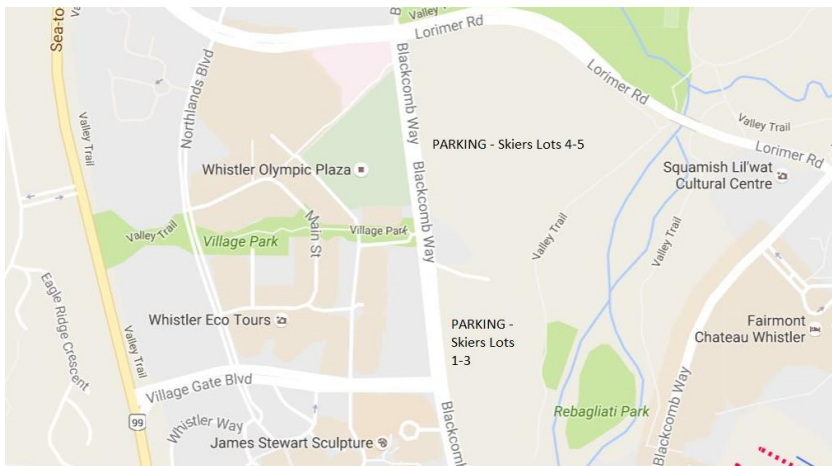 Sea-to
Valley Trail
Lorimer Rd
Northlands Blvd
Blackcomb Way
Lorimer Rd
Valley Trail
PARKING - Skiers Lots 4-5
Valley Trail
Lorimer Rd
Whistler Olympic Plaza
Blackcomb Way
Squamish Lil'wat
Cultural Centre
Main St
Valley Trail
Village Park
Village Park
Valley Trail
Valley Trail
Eagle Ridge Crescent
Whistler Eco Tours
PARKING -
Skiers Lots
1-3
Fairmont
Chateau Whistler
Valley Trail
Village Gate Blvd
Blackcomb Way
Rebagliati Park
99
Whistler Way
James Stewart Sculpture
Blackcomb